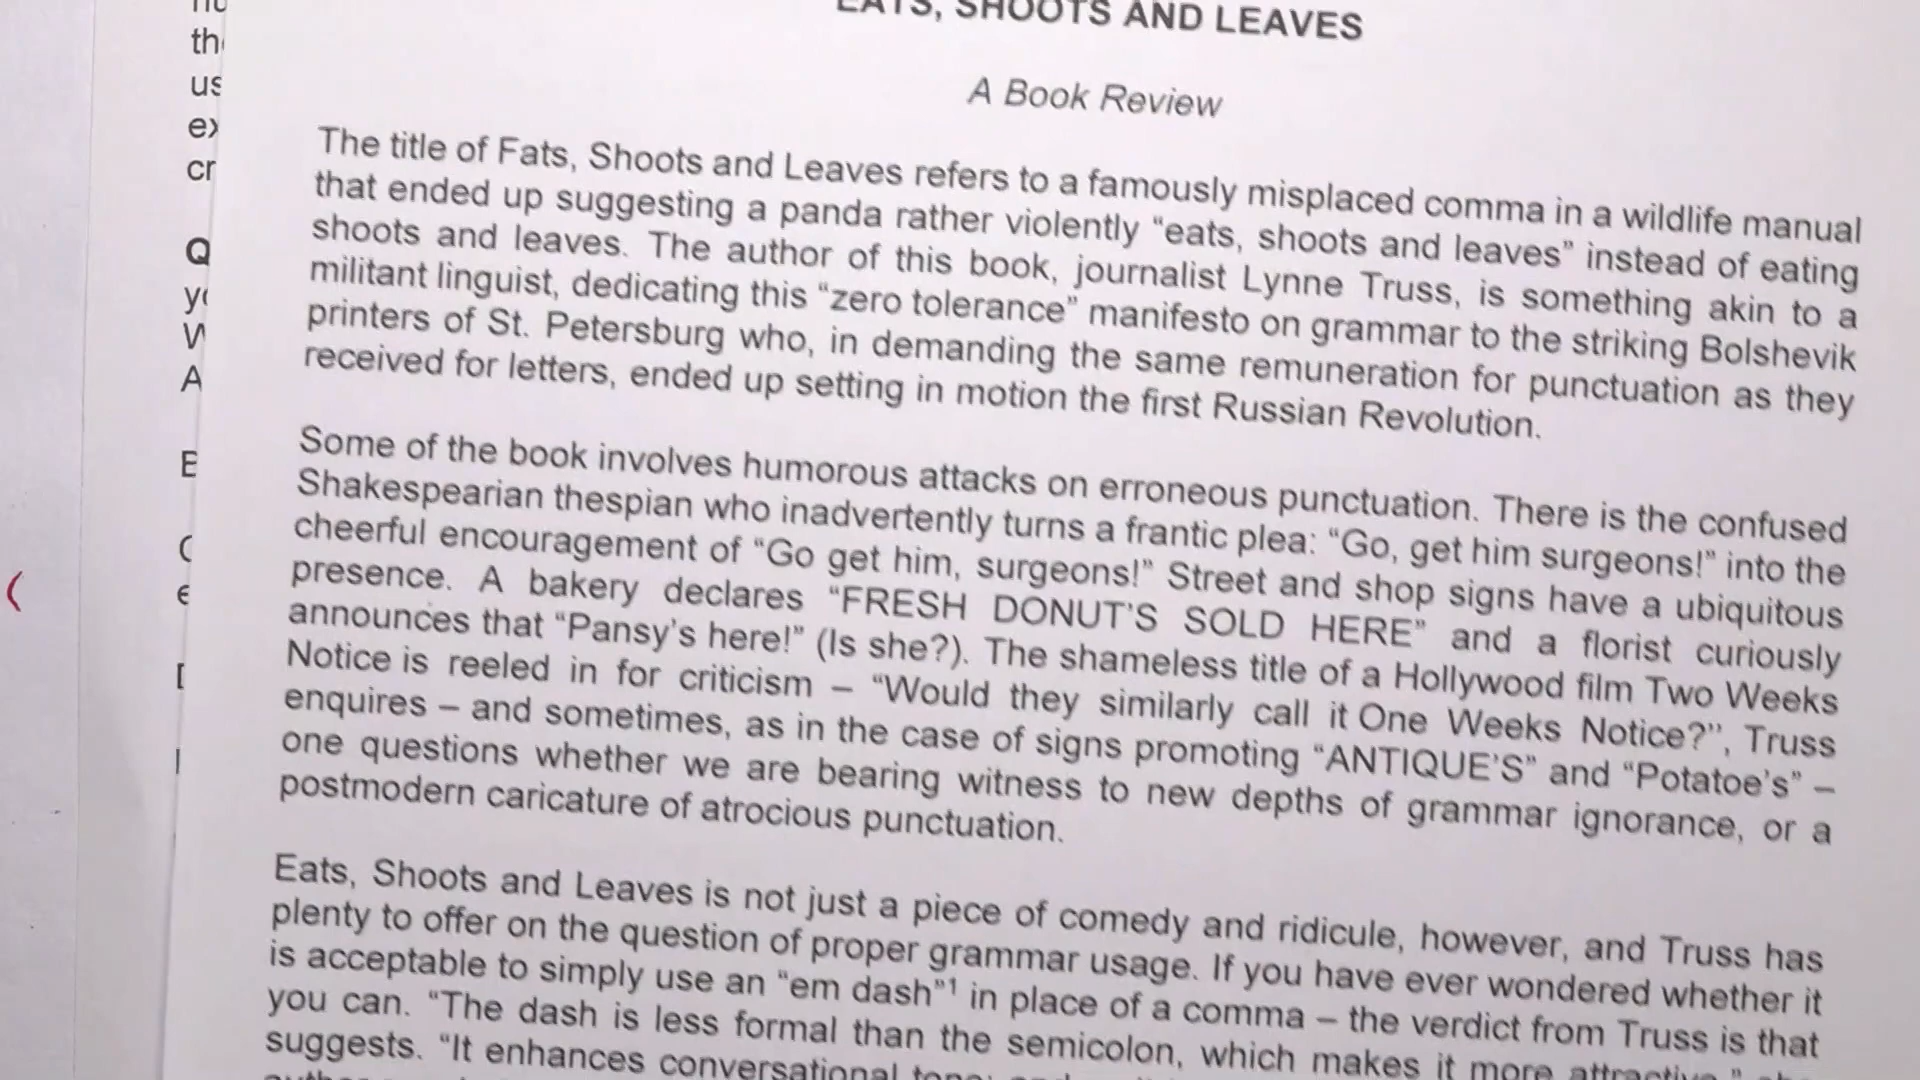 th
us
ex
cr
Q
W
A
E
EATS, SHOOTS AND LEAVES
A Book Review
The title of Fats, Shoots and Leaves refers to a famously misplaced comma in a wildlife manual
that ended up suggesting a panda rather violently “eats, shoots and leaves” instead of eating
shoots and leaves. The author of this book, journalist Lynne Truss, is something akin to a
militant linguist, dedicating this “zero tolerance” manifesto on grammar to the striking Bolshevik
printers of St. Petersburg who, in demanding the same remuneration for punctuation as they
received for letters, ended up setting in motion the first Russian Revolution.
Some of the book involves humorous attacks on erroneous punctuation. There is the confused
Shakespearian thespian who inadvertently turns a frantic plea: “Go, get him surgeons!” into the
cheerful encouragement of “Go get him, surgeons!” Street and shop signs have a ubiquitous
presence. A bakery declares “FRESH DONUT’S SOLD HERE” and a florist curiously
announces that “Pansy’s here!” (Is she?). The shameless title of a Hollywood film Two Weeks
Notice is reeled in for criticism – “Would they similarly call it One Weeks Notice?”, Truss
enquires – and sometimes, as in the case of signs promoting “ANTIQUE’S” and “Potatoe’s” –
one questions whether we are bearing witness to new depths of grammar ignorance, or a
postmodern caricature of atrocious punctuation.
Eats, Shoots and Leaves is not just a piece of comedy and ridicule, however, and Truss has
plenty to offer on the question of proper grammar usage. If you have ever wondered whether it
is acceptable to simply use an “em dash”¹ in place of a comma – the verdict from Truss is that
you can. “The dash is less formal than the semicolon, which makes it more attractive,”
suggests. “It enhances conversational tone;